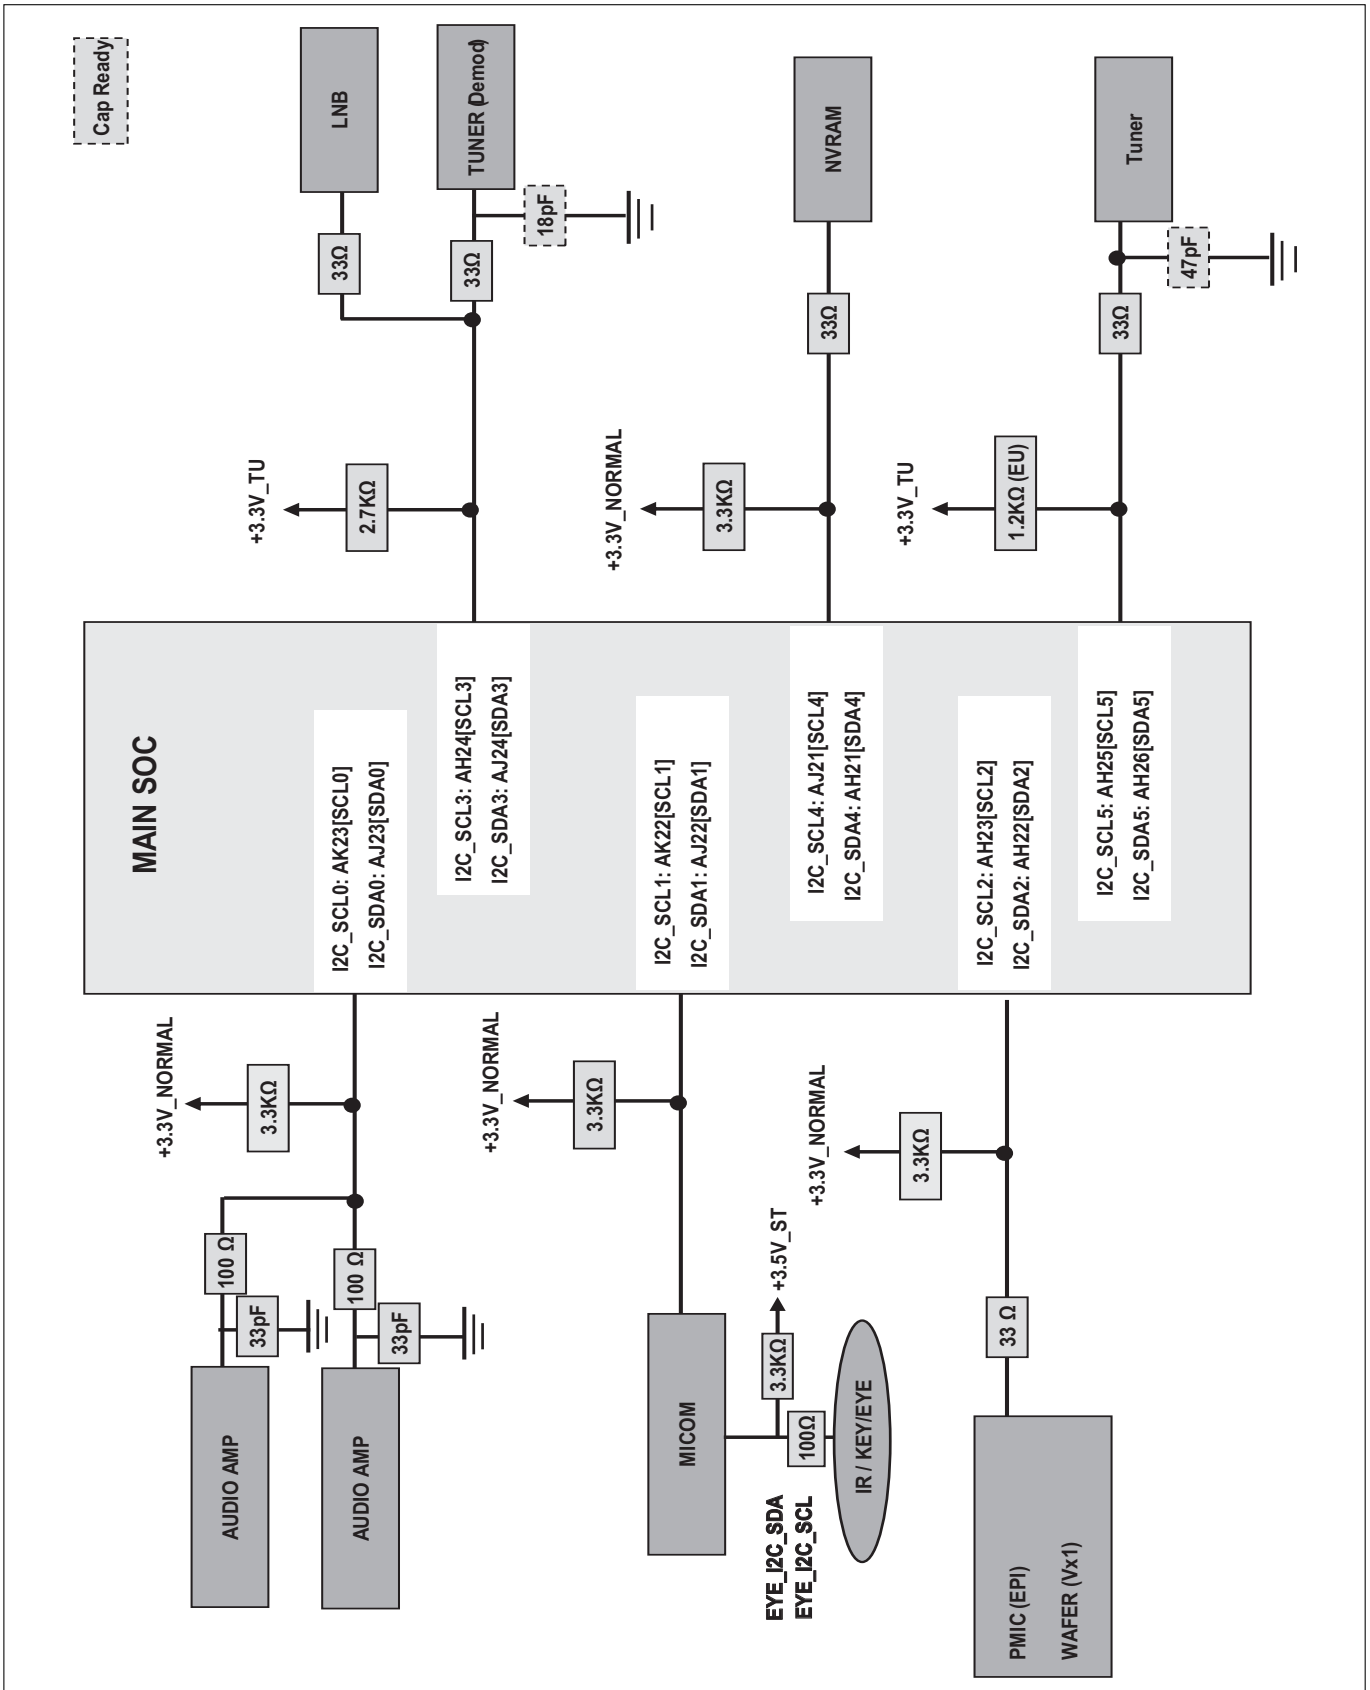 Cap Ready
LNB
TUNER (Demod)
33Ω
33Ω
18pF
+3.3V_TU
2.7KΩ
NVRAM
33Ω
+3.3V_NORMAL
3.3KΩ
Tuner
47pF
33Ω
+3.3V_TU
1.2KΩ (EU)
MAIN SOC
I2C_SCL0: AK23[SCL0]
I2C_SDA0: AJ23[SDA0]
I2C_SCL3: AH24[SCL3]
I2C_SDA3: AJ24[SDA3]
I2C_SCL1: AK22[SCL1]
I2C_SDA1: AJ22[SDA1]
I2C_SCL4: AJ21[SCL4]
I2C_SDA4: AH21[SDA4]
I2C_SCL2: AH23[SCL2]
I2C_SDA2: AH22[SDA2]
I2C_SCL5: AH25[SCL5]
I2C_SDA5: AH26[SDA5]
+3.3V_NORMAL
3.3KΩ
100 Ω
33pF
100 Ω
33pF
AUDIO AMP
AUDIO AMP
+3.3V_NORMAL
3.3KΩ
MICOM
+3.5V_ST
3.3KΩ
100Ω
IR / KEY/EYE
EYE_I2C_SDA
EYE_I2C_SCL
+3.3V_NORMAL
3.3KΩ
33 Ω
PMIC (EPI)
WAFER (Vx1)